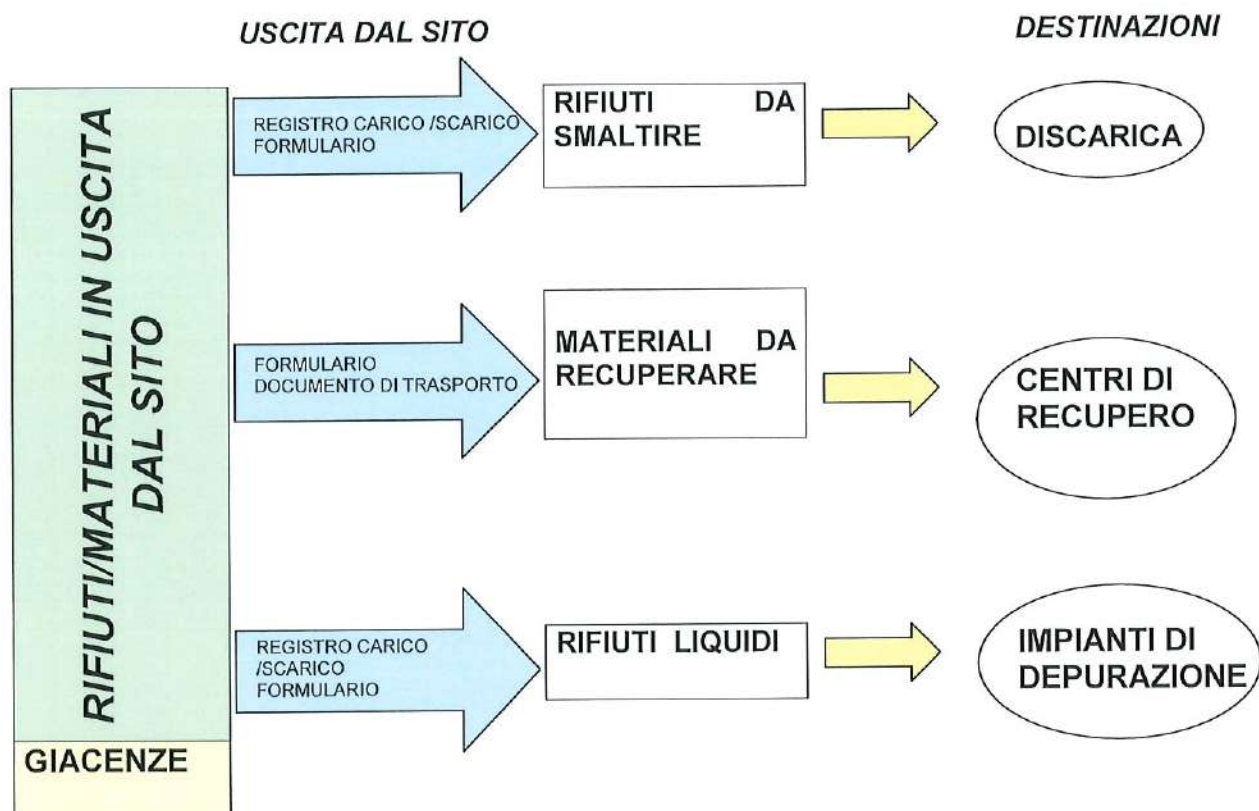 USCITA DAL SITO
DESTINAZIONI
RIFIUTI/MATERIALI IN USCITA
DAL SITO
REGISTRO CARICO /SCARICO
FORMULARIO
RIFIUTI DA
SMALTIRE
DISCARICA
FORMULARIO
DOCUMENTO DI TRASPORTO
MATERIALI DA
RECUPERARE
CENTRI DI
RECUPERO
REGISTRO CARICO
/SCARICO
FORMULARIO
RIFIUTI LIQUIDI
IMPIANTI DI
DEPURAZIONE
GIACENZE